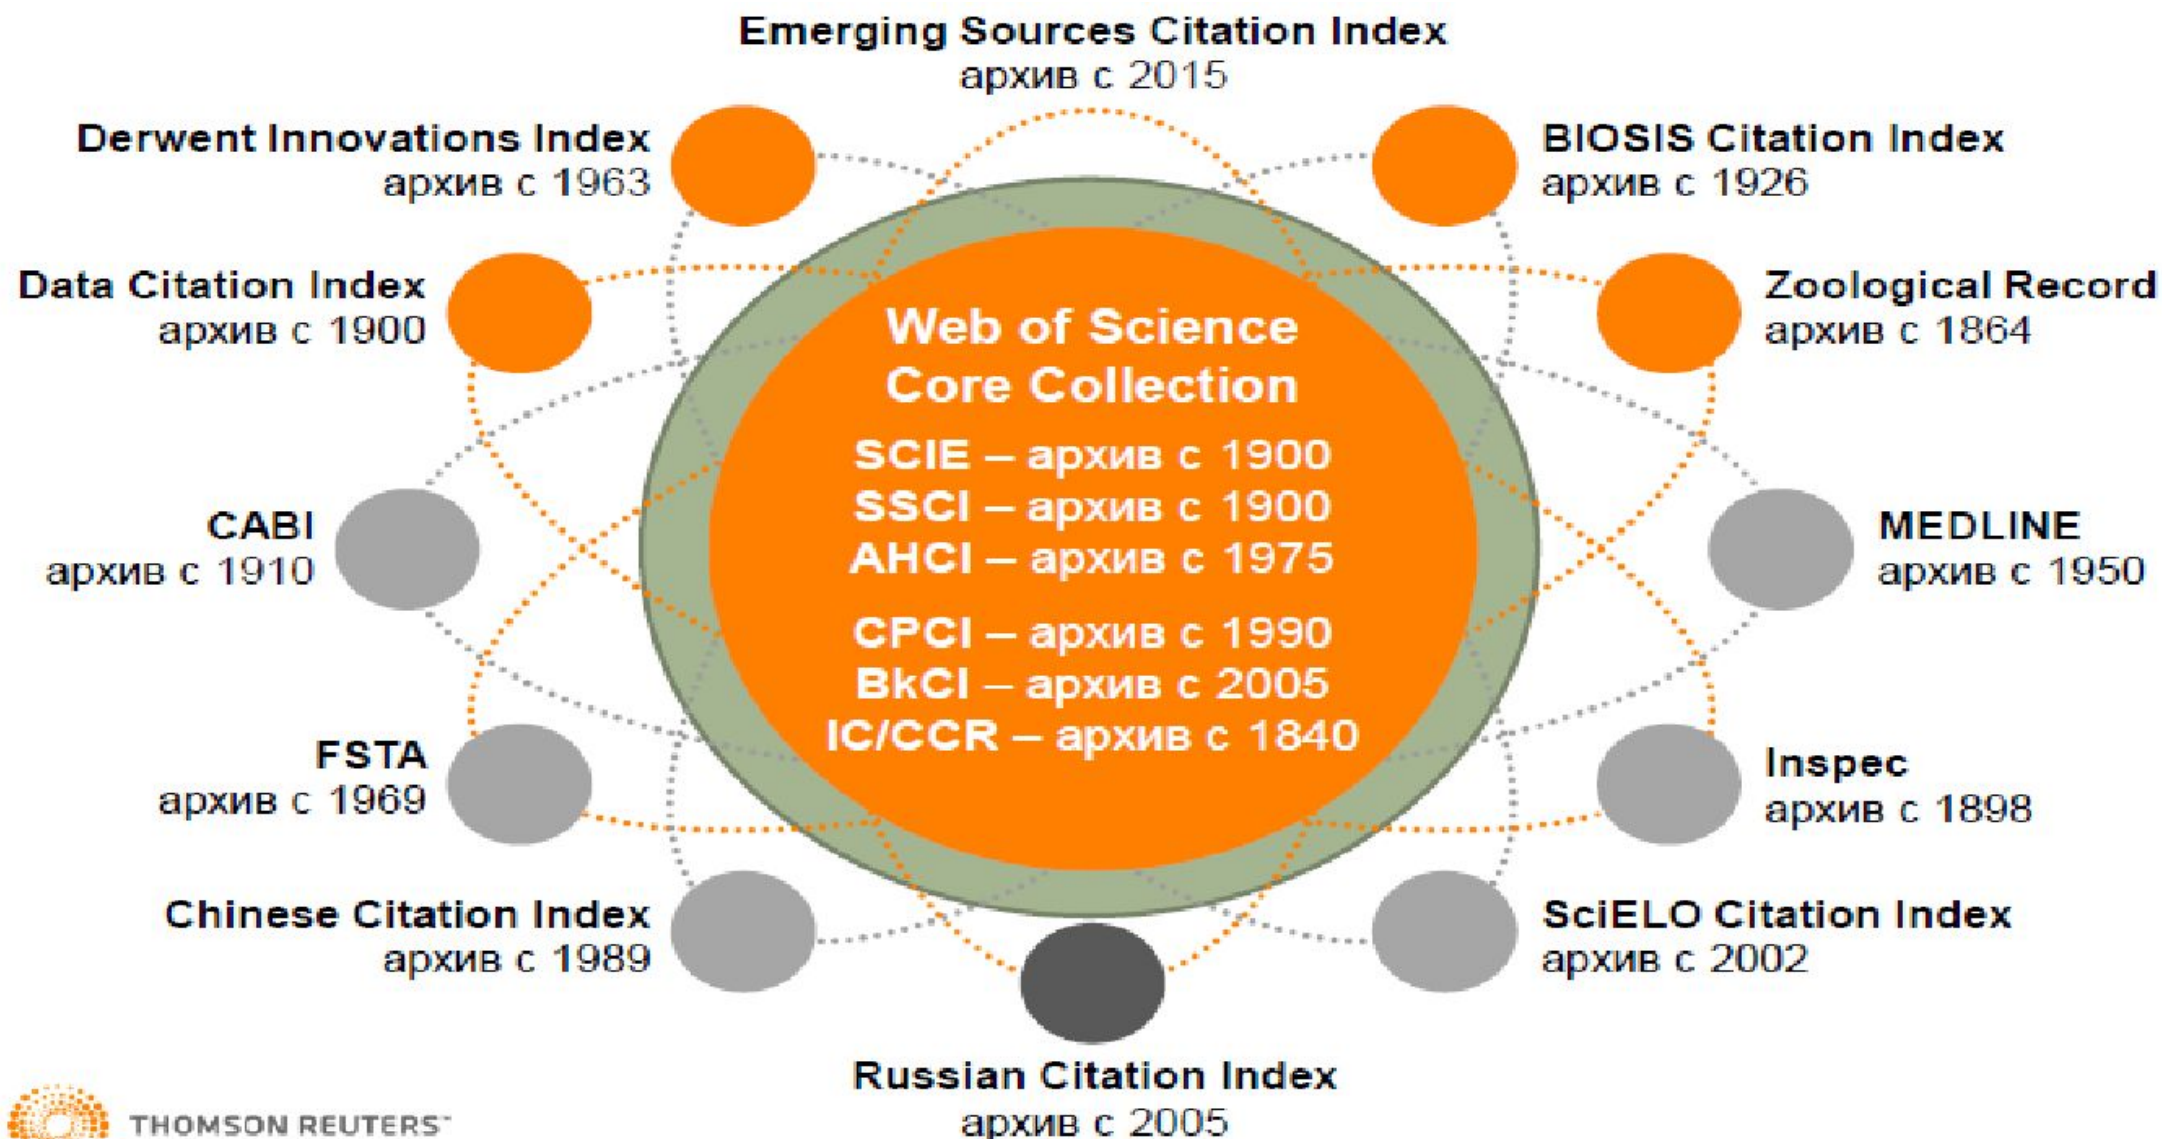 Emerging Sources Citation Index
архив с 2015
Derwent Innovations Index
архив с 1963
BIOSIS Citation Index
архив с 1926
Data Citation Index
архив с 1900
Zoological Record
архив с 1864
Web of Science
Core Collection
SCIE – архив с 1900
SSCI – архив с 1900
AHCI – архив с 1975
CPCI – архив с 1990
BkCI – архив с 2005
IC/CCR – архив с 1840
CABI
архив с 1910
MEDLINE
архив с 1950
FSTA
архив с 1969
Inspec
архив с 1898
Chinese Citation Index
архив с 1989
SciELO Citation Index
архив с 2002
Russian Citation Index
архив с 2005
THOMSON REUTERS™